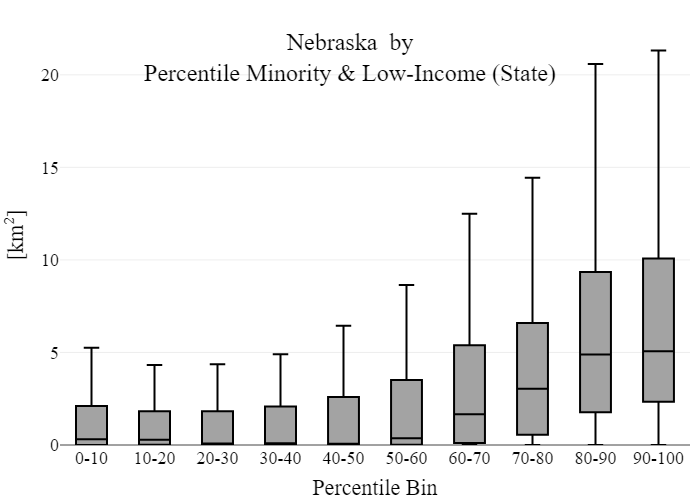 Nebraska by
Percentile Minority & Low-Income (State)
[km²]
20
15
10
5
0
0-10 10-20 20-30 30-40 40-50 50-60 60-70 70-80 80-90 90-100
Percentile Bin